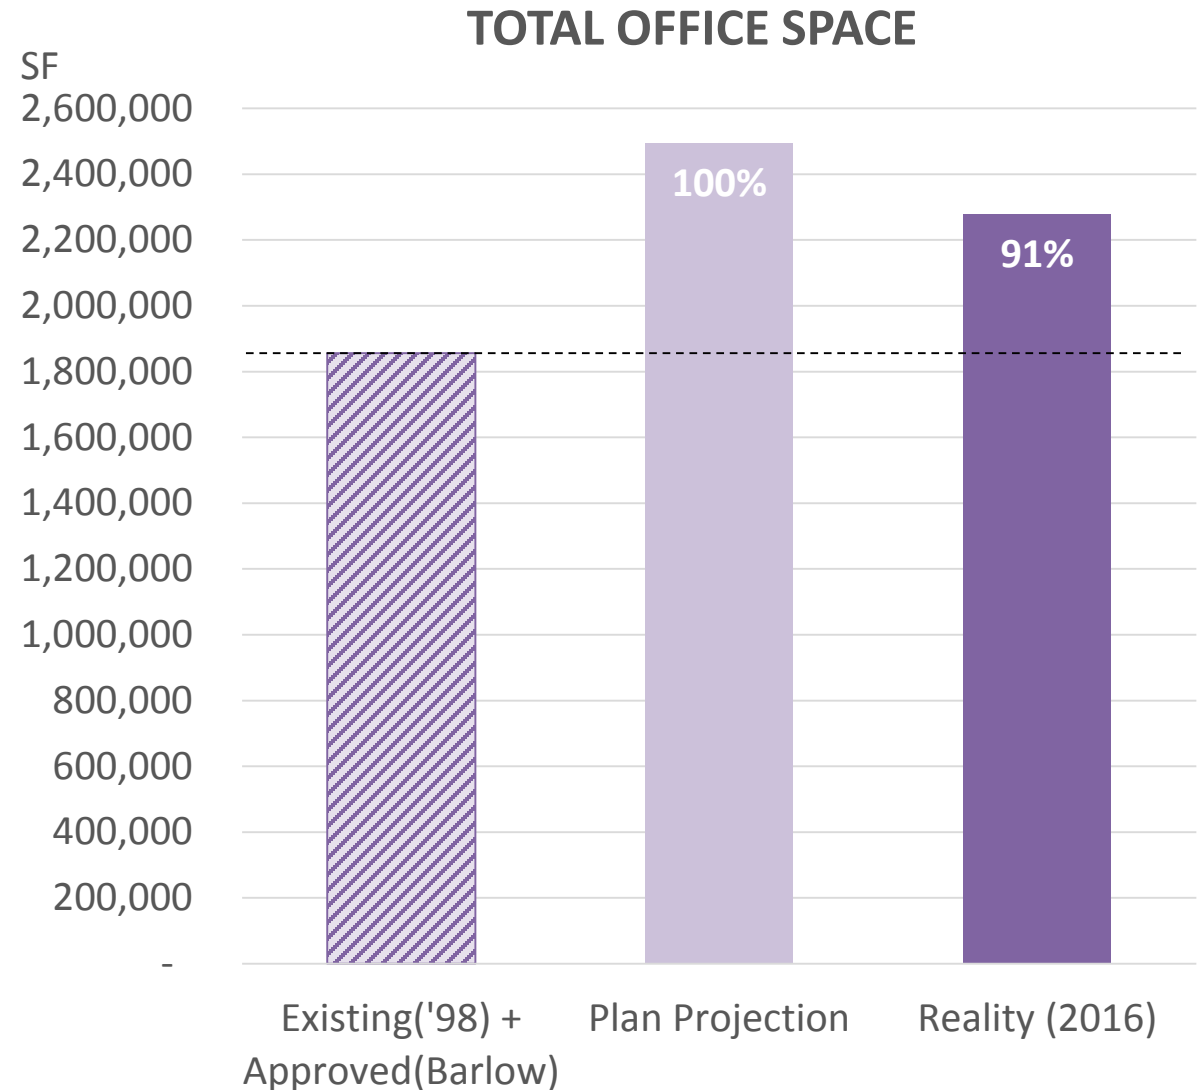 TOTAL OFFICE SPACE
SF
2,600,000
2,400,000
2,200,000
2,000,000
1,800,000
1,600,000
1,400,000
1,200,000
1,000,000
800,000
600,000
400,000
200,000
-
100%
91%
Existing('98) +
Approved(Barlow)
Plan Projection
Reality (2016)